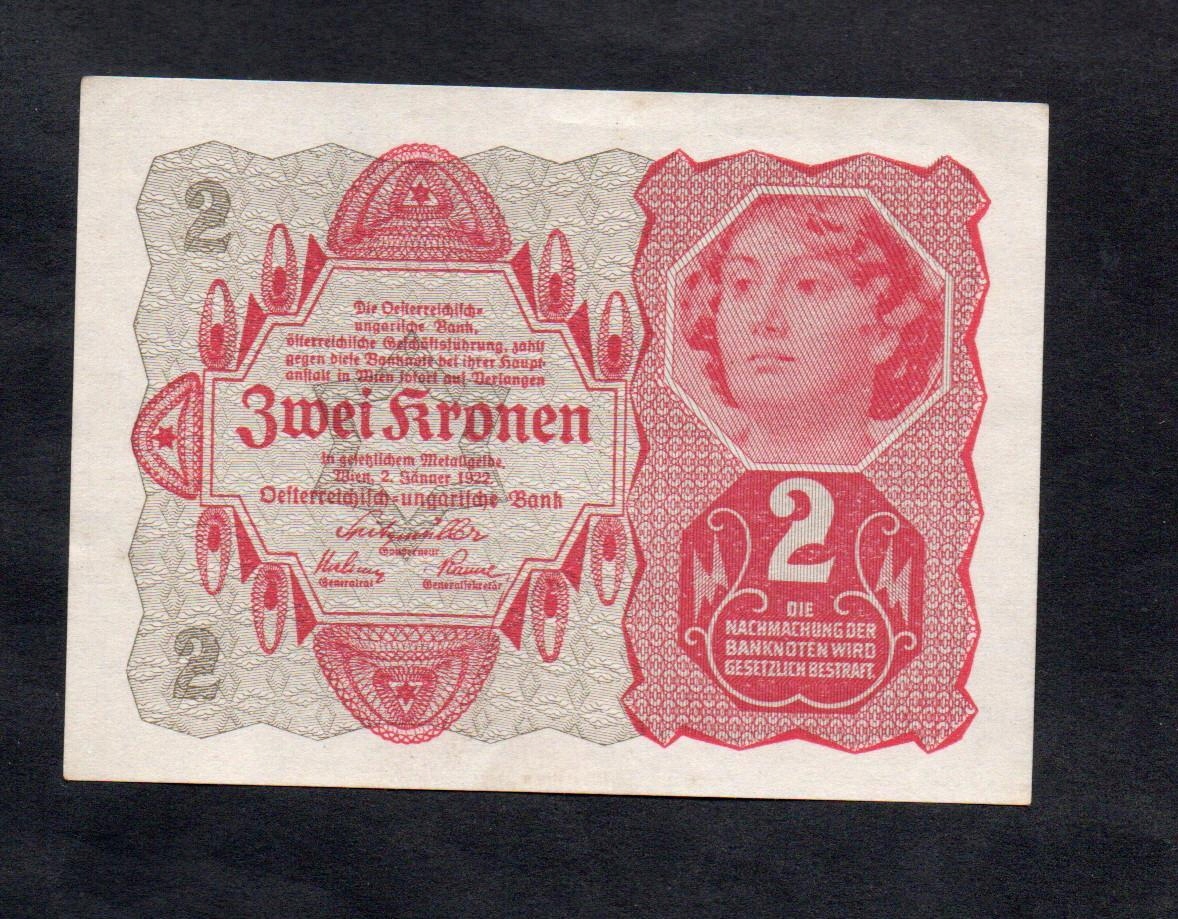 2
Die Oesterreichisch-
ungarische Bank,
österreichische Geschäftsführung, zahlt
gegen diese Banknote bei ihrer Haupt-
anstalt in Wien sofort auf Verlangen
Zwei Kronen
in gesetzlichem Metallgelde.
Wien, 2. Jänner 1922.
Oesterreichisch-ungarische Bank
Gouverneur
Generalrat
Generalsekretär
2
2
DIE
NACHMACHUNG DER
BANKNOTEN WIRD
GESETZLICH BESTRAFT.